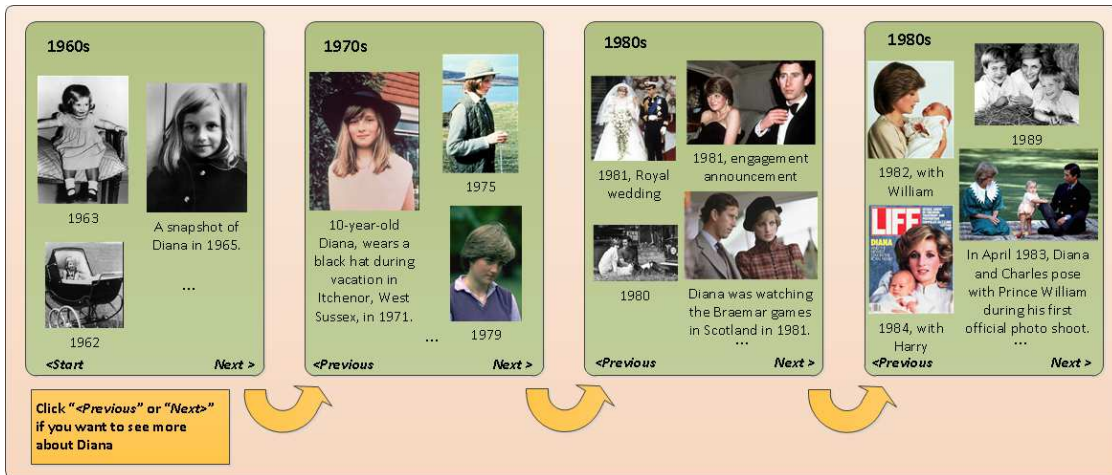 1960s
1963
A snapshot of
Diana in 1965.
1962
...
<Start
Next >
1970s
1975
10-year-old
Diana, wears a
black hat during
vacation in
Itchenor, West
Sussex, in 1971.
1979
...
<Previous
Next >
1980s
1981, Royal
wedding
1981, engagement
announcement
1980
Diana was watching
the Braemar games
in Scotland in 1981.
...
<Previous
Next >
1980s
1982, with
William
1989
LIFE
DIANA
1984, with
Harry
In April 1983, Diana
and Charles pose
with Prince William
during his first
official photo shoot.
...
<Previous
Next >
Click “<Previous” or “Next>”
if you want to see more
about Diana